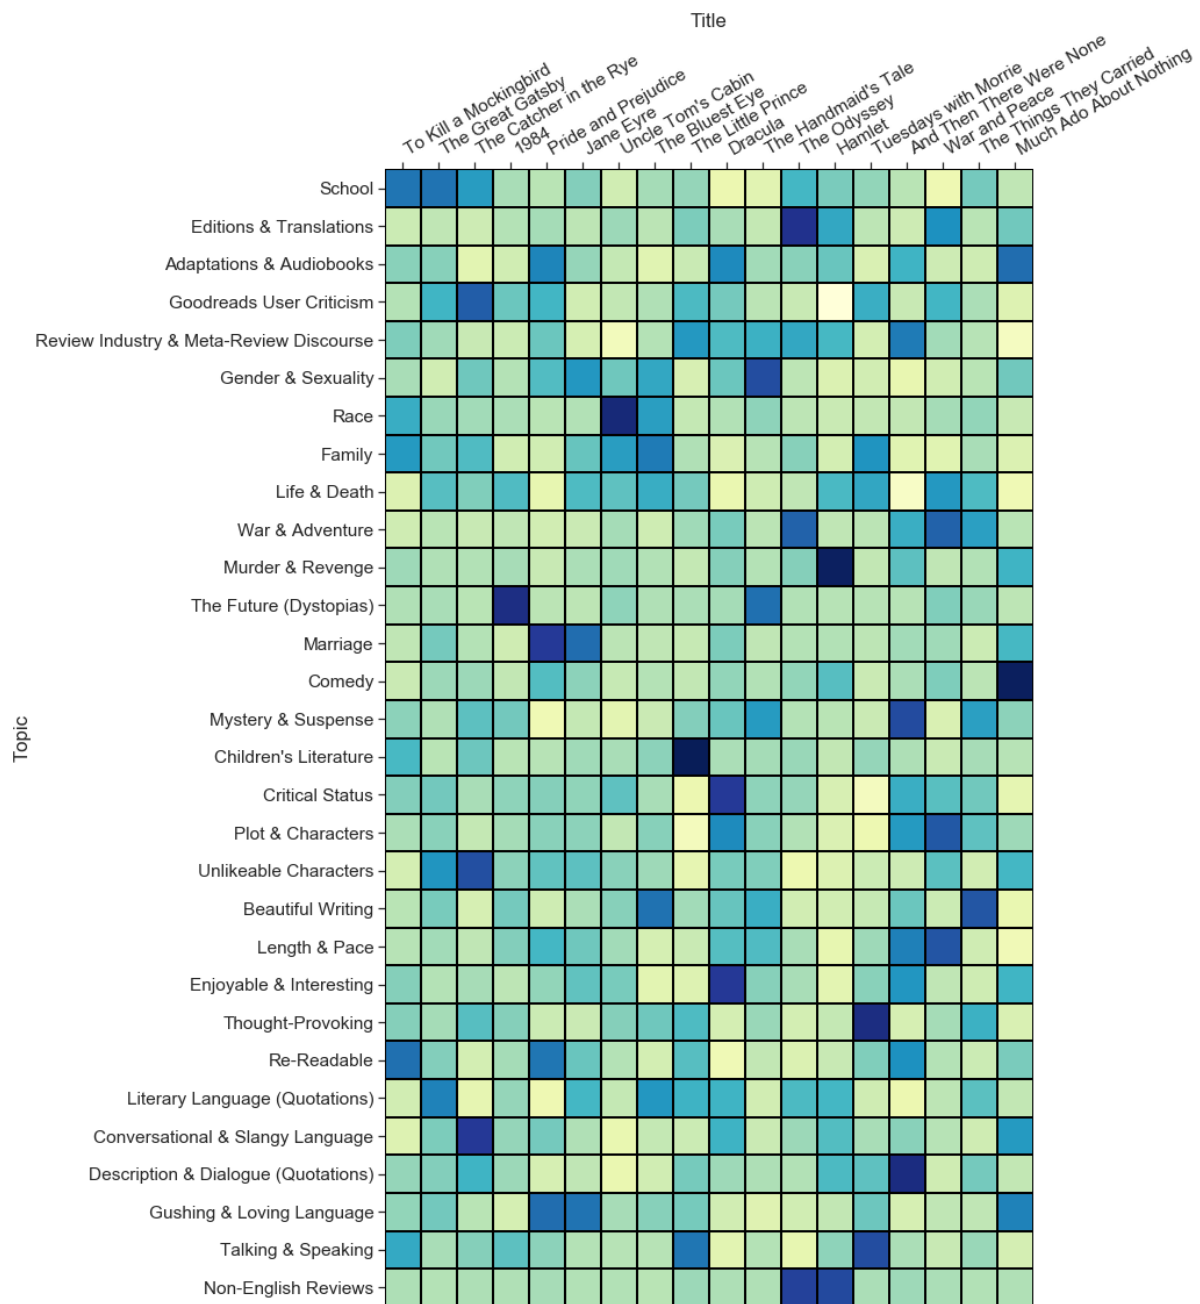 Title
To Kill a Mockingbird
The Great Gatsby
The Catcher in the Rye
1984
Pride and Prejudice
Jane Eyre
Uncle Tom's Cabin
The Bluest Eye
The Little Prince
Dracula
The Handmaid's Tale
The Odyssey
Hamlet
Tuesdays with Morrie
And Then There Were None
War and Peace
The Things They Carried
Much Ado About Nothing
Topic
School
Editions & Translations
Adaptations & Audiobooks
Goodreads User Criticism
Review Industry & Meta-Review Discourse
Gender & Sexuality
Race
Family
Life & Death
War & Adventure
Murder & Revenge
The Future (Dystopias)
Marriage
Comedy
Mystery & Suspense
Children's Literature
Critical Status
Plot & Characters
Unlikeable Characters
Beautiful Writing
Length & Pace
Enjoyable & Interesting
Thought-Provoking
Re-Readable
Literary Language (Quotations)
Conversational & Slangy Language
Description & Dialogue (Quotations)
Gushing & Loving Language
Talking & Speaking
Non-English Reviews